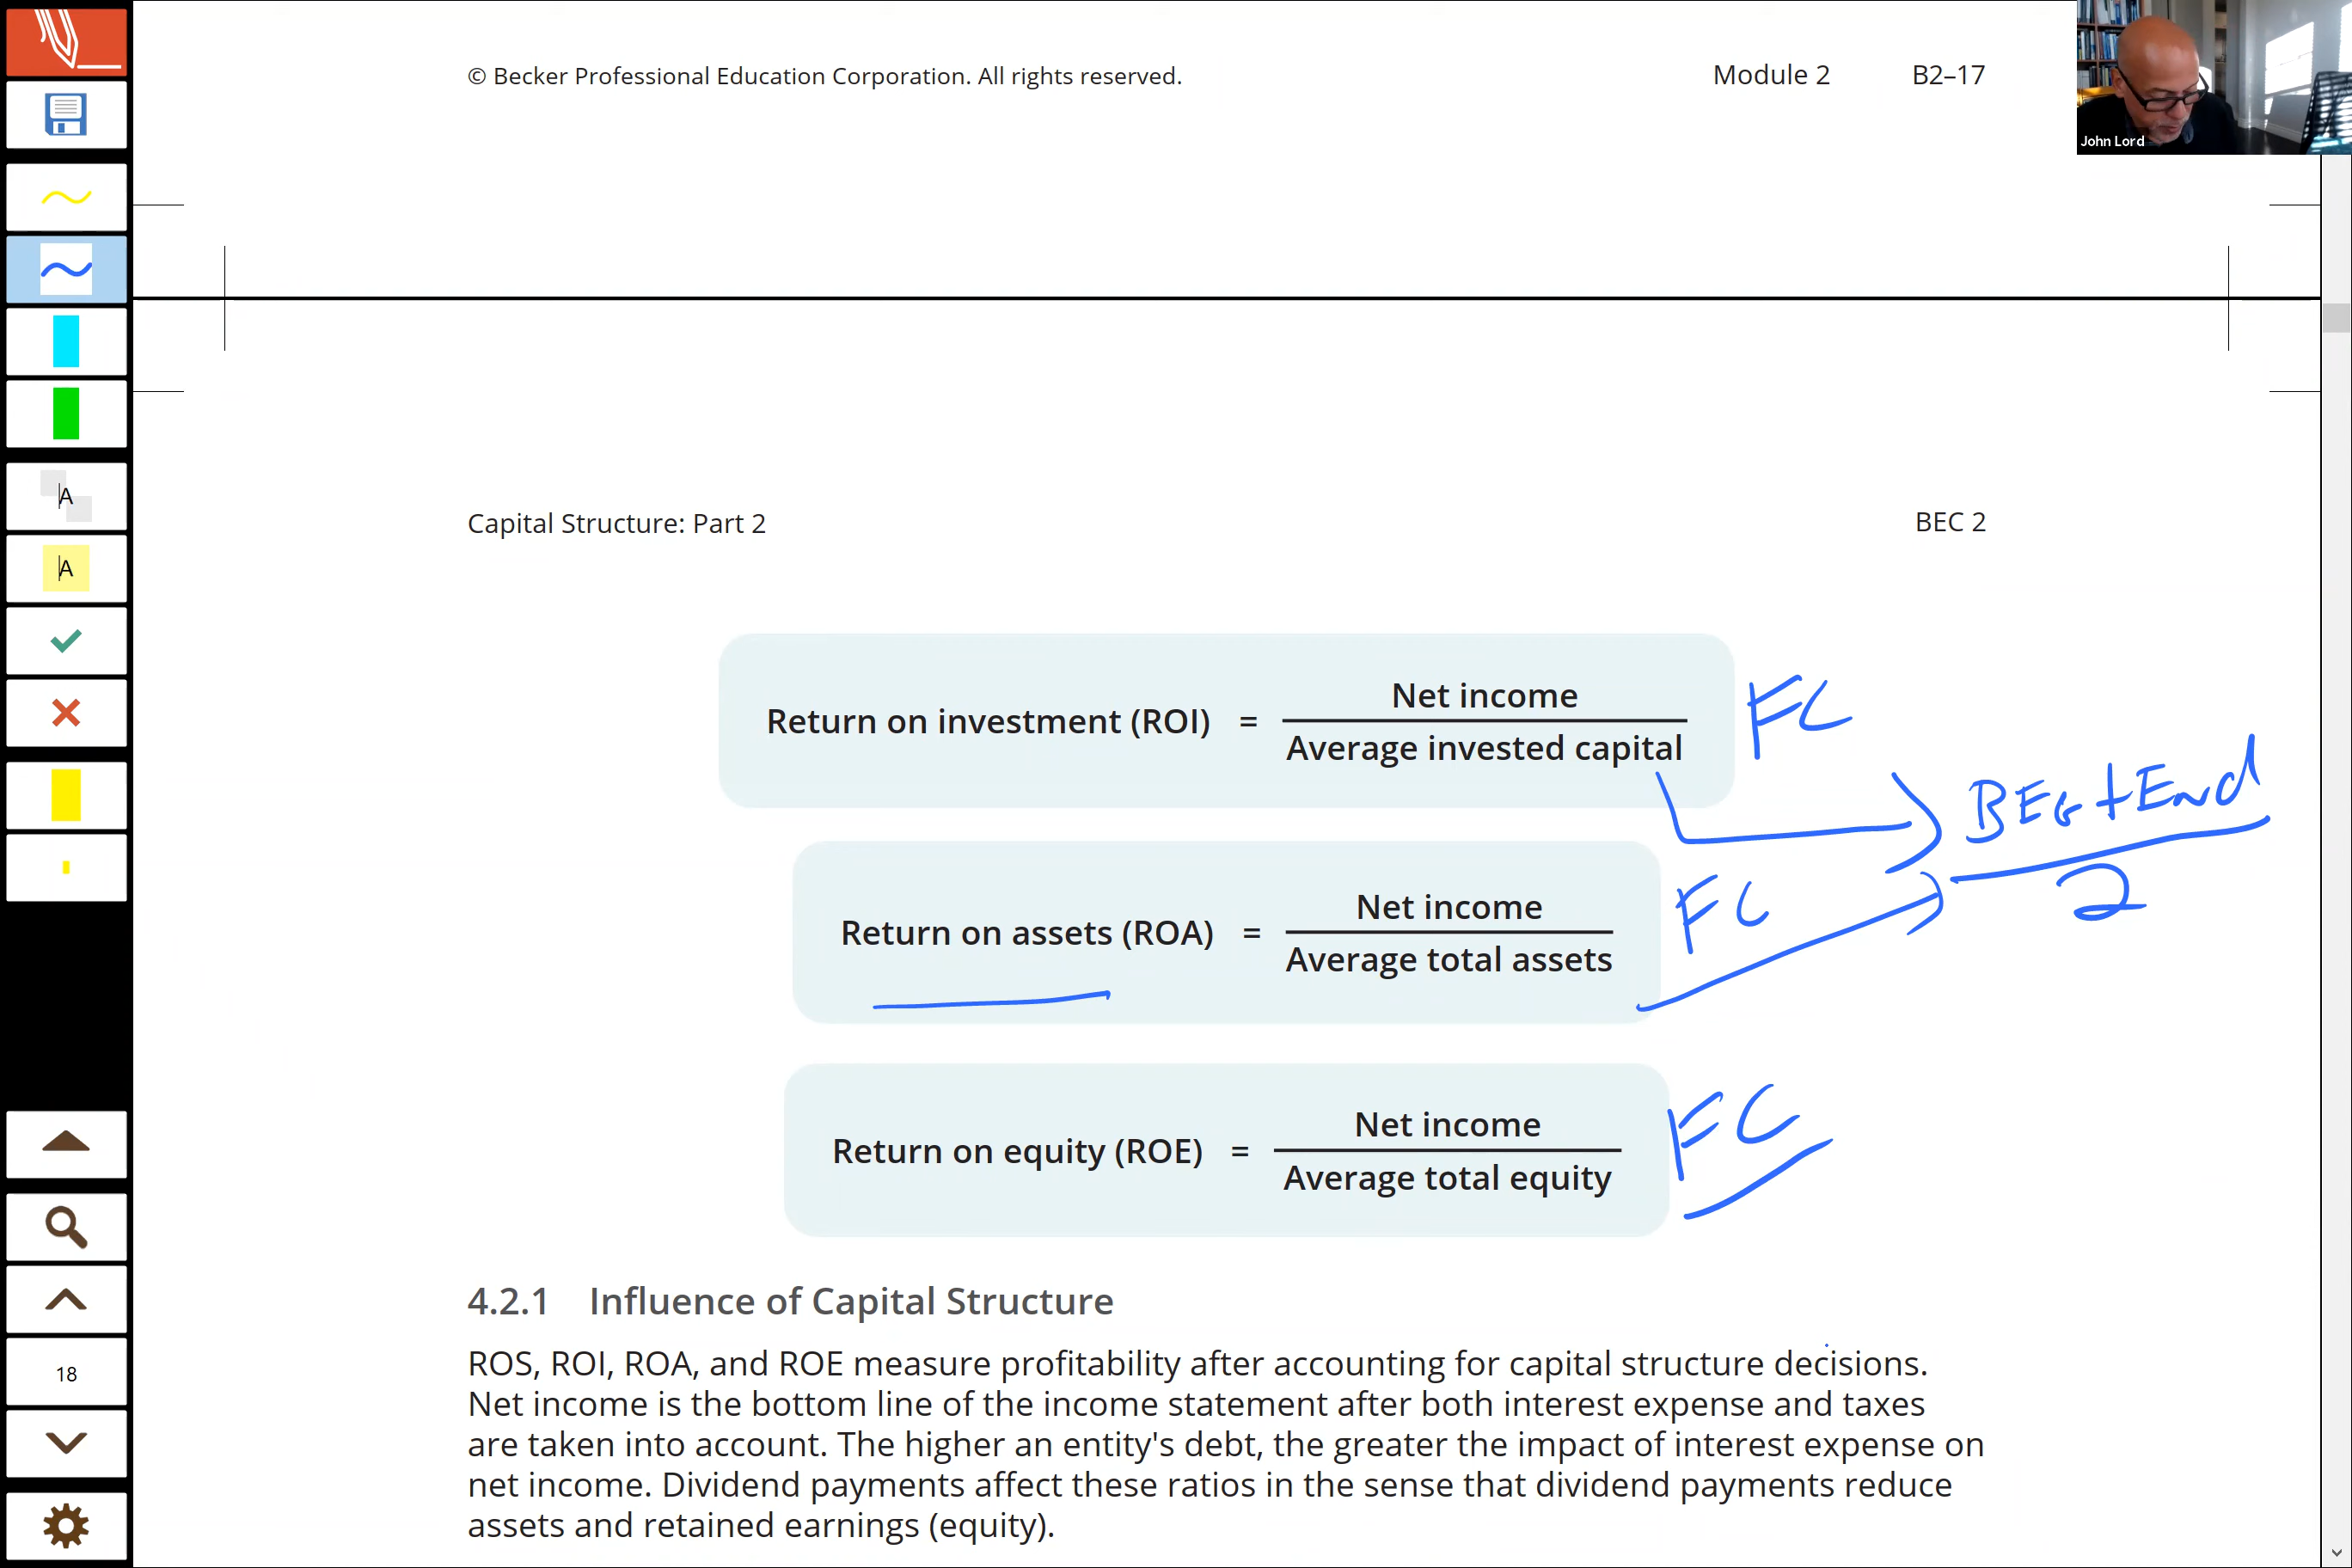 © Becker Professional Education Corporation. All rights reserved.
Module 2 B2–17
John Lord
A
A
18
Capital Structure: Part 2
BEC 2
Return on investment (ROI) = Net income
Average invested capital
FC
BEG + End
2
Return on assets (ROA) = Net income
Average total assets
FC
Return on equity (ROE) = Net income
Average total equity
FC
4.2.1 Influence of Capital Structure
ROS, ROI, ROA, and ROE measure profitability after accounting for capital structure decisions.
Net income is the bottom line of the income statement after both interest expense and taxes
are taken into account. The higher an entity's debt, the greater the impact of interest expense on
net income. Dividend payments affect these ratios in the sense that dividend payments reduce
assets and retained earnings (equity).